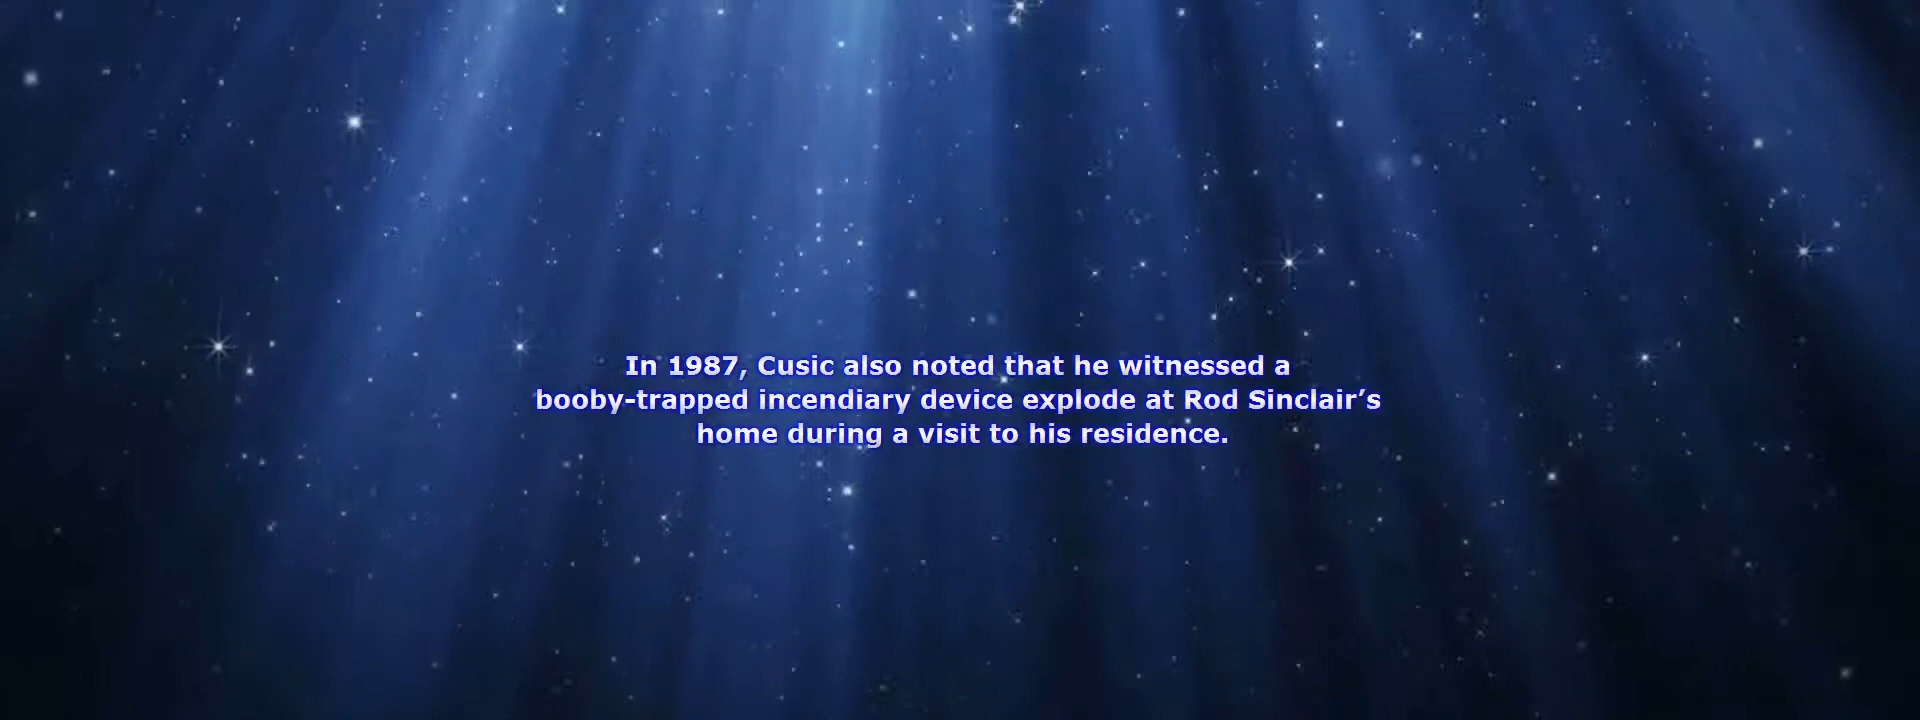 In 1987, Cusic also noted that he witnessed a
booby-trapped incendiary device explode at Rod Sinclair’s
home during a visit to his residence.